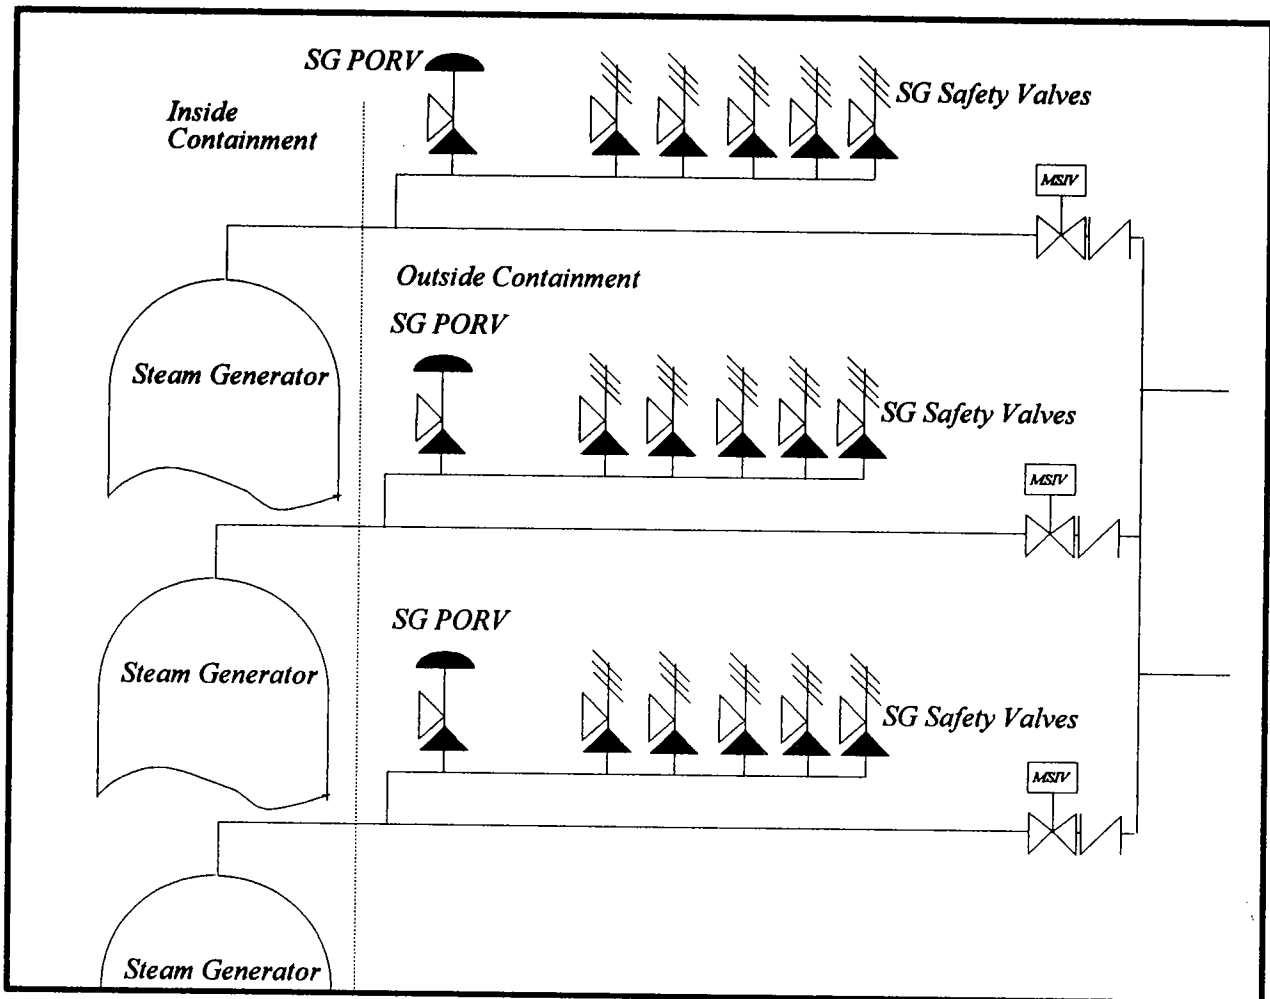 SG PORV
SG Safety Valves
Inside
Containment
MSIV
Outside Containment
SG PORV
Steam Generator
SG Safety Valves
MSIV
SG PORV
Steam Generator
SG Safety Valves
MSIV
Steam Generator